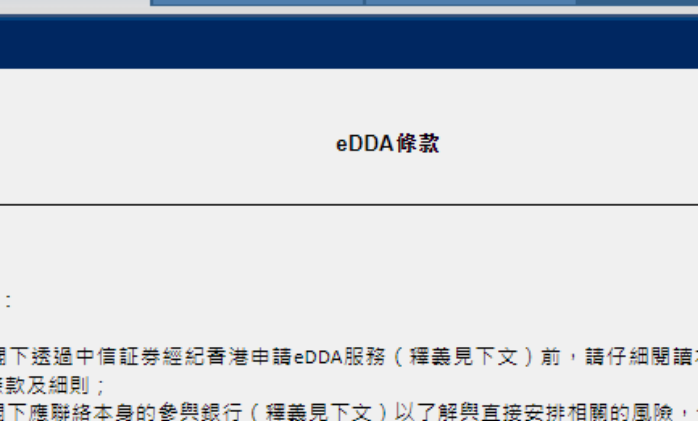 eDDA條款
：
閣下透過中信証券經紀香港申請eDDA服務（釋義見下文）前，請仔細閱讀
條款及細則；
閣下應聯絡本身的參與銀行（釋義見下文）以了解與直接安排相關的風險，